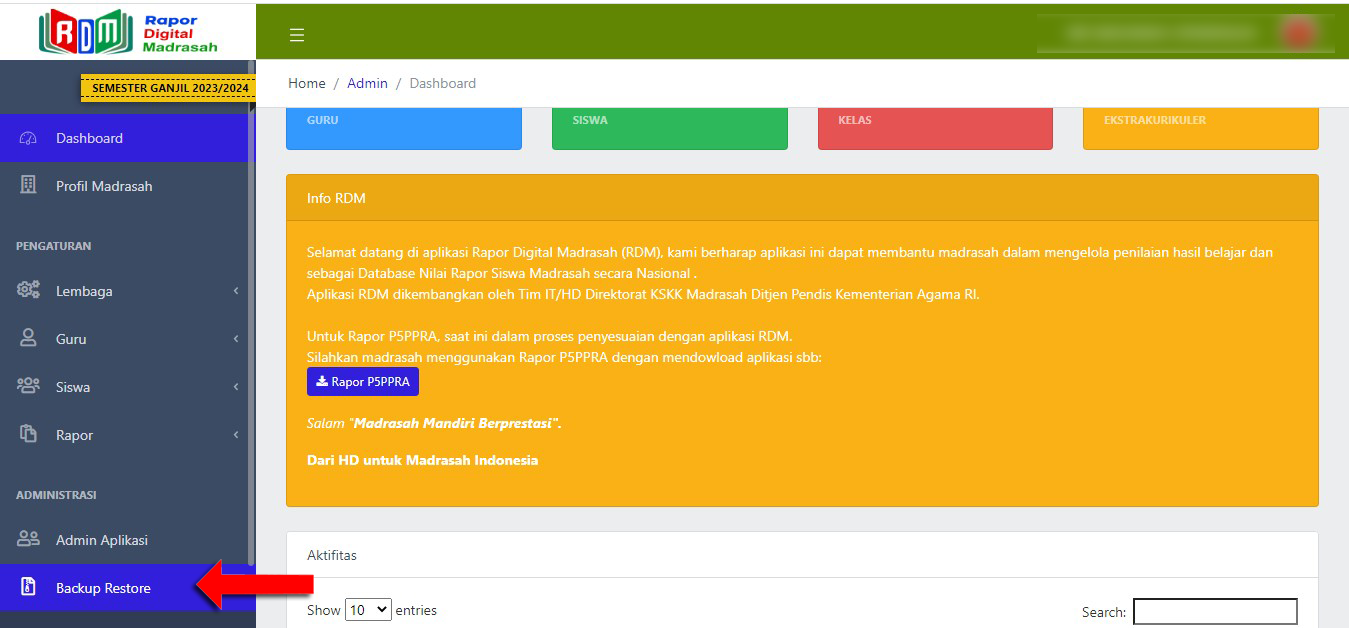 RDM
Rapor
Digital
Madrasah
SEMESTER GANJIL 2023/2024
Dashboard
Profil Madrasah
PENGATURAN
Lembaga
Guru
Siswa
Rapor
ADMINISTRASI
Admin Aplikasi
Backup Restore
Home / Admin / Dashboard
GURU
SISWA
KELAS
EKSTRAKURIKULER
Info RDM
Selamat datang di aplikasi Rapor Digital Madrasah (RDM), kami berharap aplikasi ini dapat membantu madrasah dalam mengelola penilaian hasil belajar dan
sebagai Database Nilai Rapor Siswa Madrasah secara Nasional .
Aplikasi RDM dikembangkan oleh Tim IT/HD Direktorat KSKK Madrasah Ditjen Pendis Kementerian Agama RI.
Untuk Rapor P5PPRA, saat ini dalam proses penyesuaian dengan aplikasi RDM.
Silahkan madrasah menggunakan Rapor P5PPRA dengan mendowload aplikasi sbb:
Rapor P5PPRA
Salam "Madrasah Mandiri Berprestasi".
Dari HD untuk Madrasah Indonesia
Aktifitas
Show 10 entries
Search: